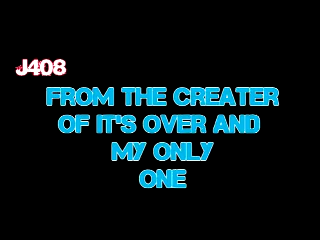 J408
FROM THE CREATER
OF IT'S OVER AND
MY ONLY
ONE